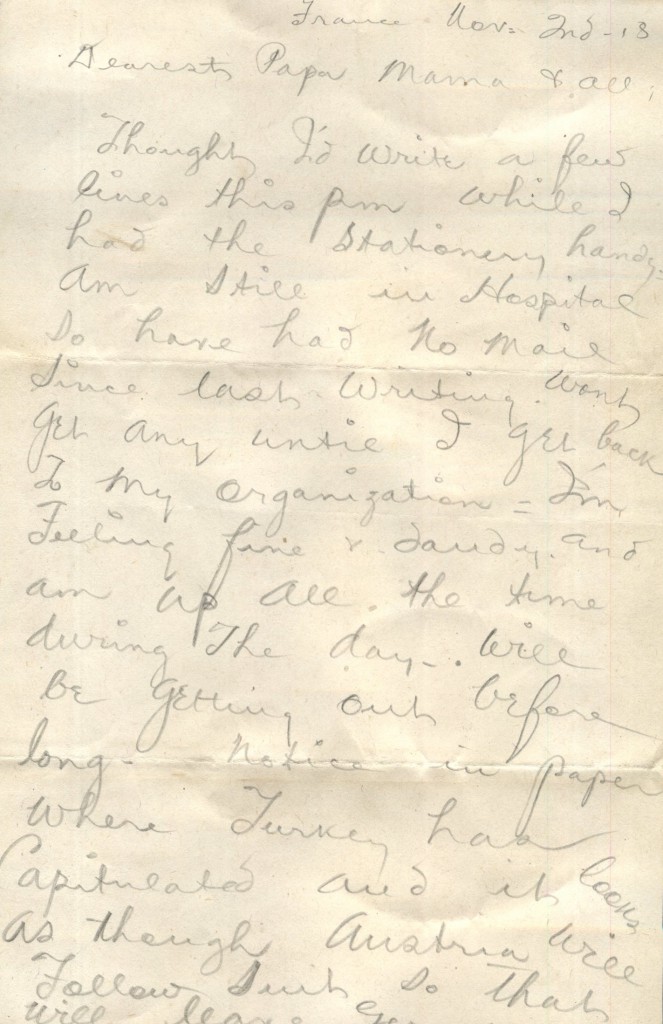 France Nov. 2nd-18
Dearest Papa Mama & all,
Thought I'd write a few
lines this pm while I
had the stationery handy-
Am still in Hospital
so have had No mail
since last writing. Wont
get any until I get back
to my organization = I'm
Feeling fine & dandy. and
am up all the time
during The day-. Will
Be getting out before
long- Notice in paper
Where Turkey has
Capitulated and it looks
as though Austria will
Follow suit so that
will leave